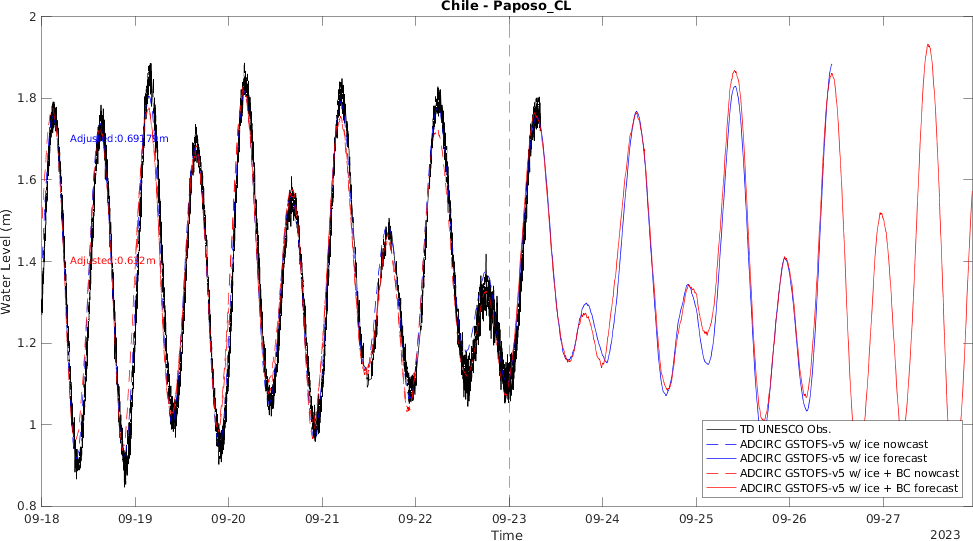 Chile - Paposo_CL
2
1.8
1.6
1.4
1.2
1
0.8
Water Level (m)
Adjusted:0.6917m
Adjusted:0.612m
TD UNESCO Obs.
ADCIRC GSTOFS-v5 w/ ice nowcast
ADCIRC GSTOFS-v5 w/ ice forecast
ADCIRC GSTOFS-v5 w/ ice + BC nowcast
ADCIRC GSTOFS-v5 w/ ice + BC forecast
09-18 09-19 09-20 09-21 09-22 09-23 09-24 09-25 09-26 09-27
Time
2023